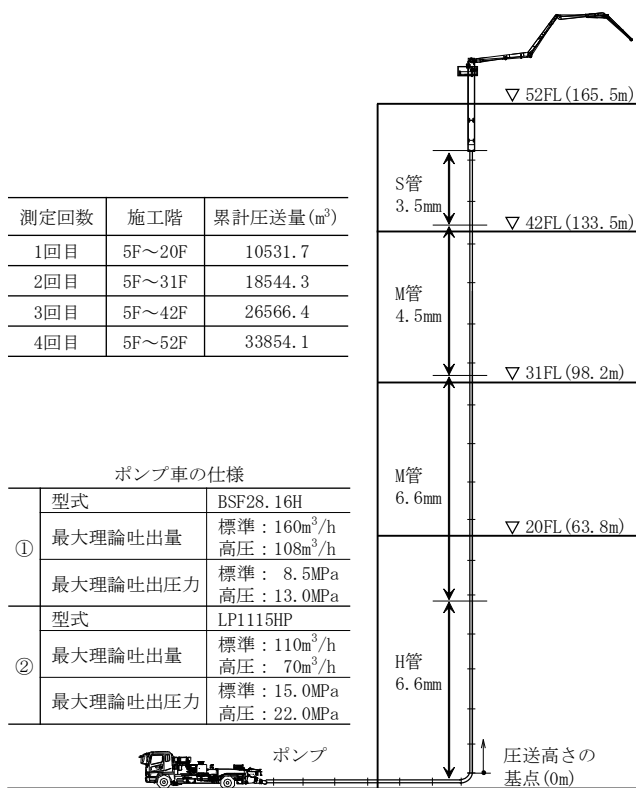 ▽ 52FL(165.5m)
S管
3.5mm
▽ 42FL(133.5m)
M管
4.5mm
▽ 31FL(98.2m)
M管
6.6mm
▽ 20FL(63.8m)
H管
6.6mm
圧送高さの
基点(0m)
ポンプ
測定回数 施工階 累計圧送量(m³)
1回目 5F～20F 10531.7
2回目 5F～31F 18544.3
3回目 5F～42F 26566.4
4回目 5F～52F 33854.1
ポンプ車の仕様
① 型式 BSF28.16H
最大理論吐出量 標準：160m³/h
高圧：108m³/h
最大理論吐出圧力 標準： 8.5MPa
高圧：13.0MPa
② 型式 LP1115HP
最大理論吐出量 標準：110m³/h
高圧： 70m³/h
最大理論吐出圧力 標準：15.0MPa
高圧：22.0MPa